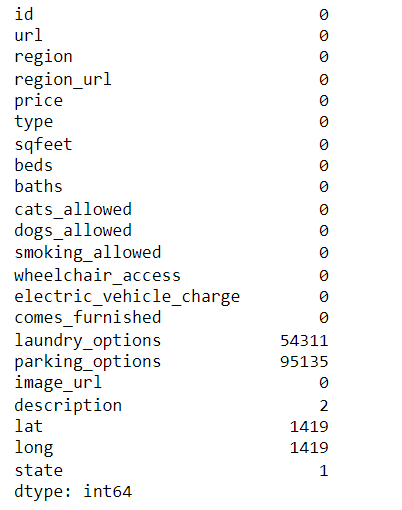 id 0
url 0
region 0
region_url 0
price 0
type 0
sqfeet 0
beds 0
baths 0
cats_allowed 0
dogs_allowed 0
smoking_allowed 0
wheelchair_access 0
electric_vehicle_charge 0
comes_furnished 0
laundry_options 54311
parking_options 95135
image_url 0
description 2
lat 1419
long 1419
state 1
dtype: int64